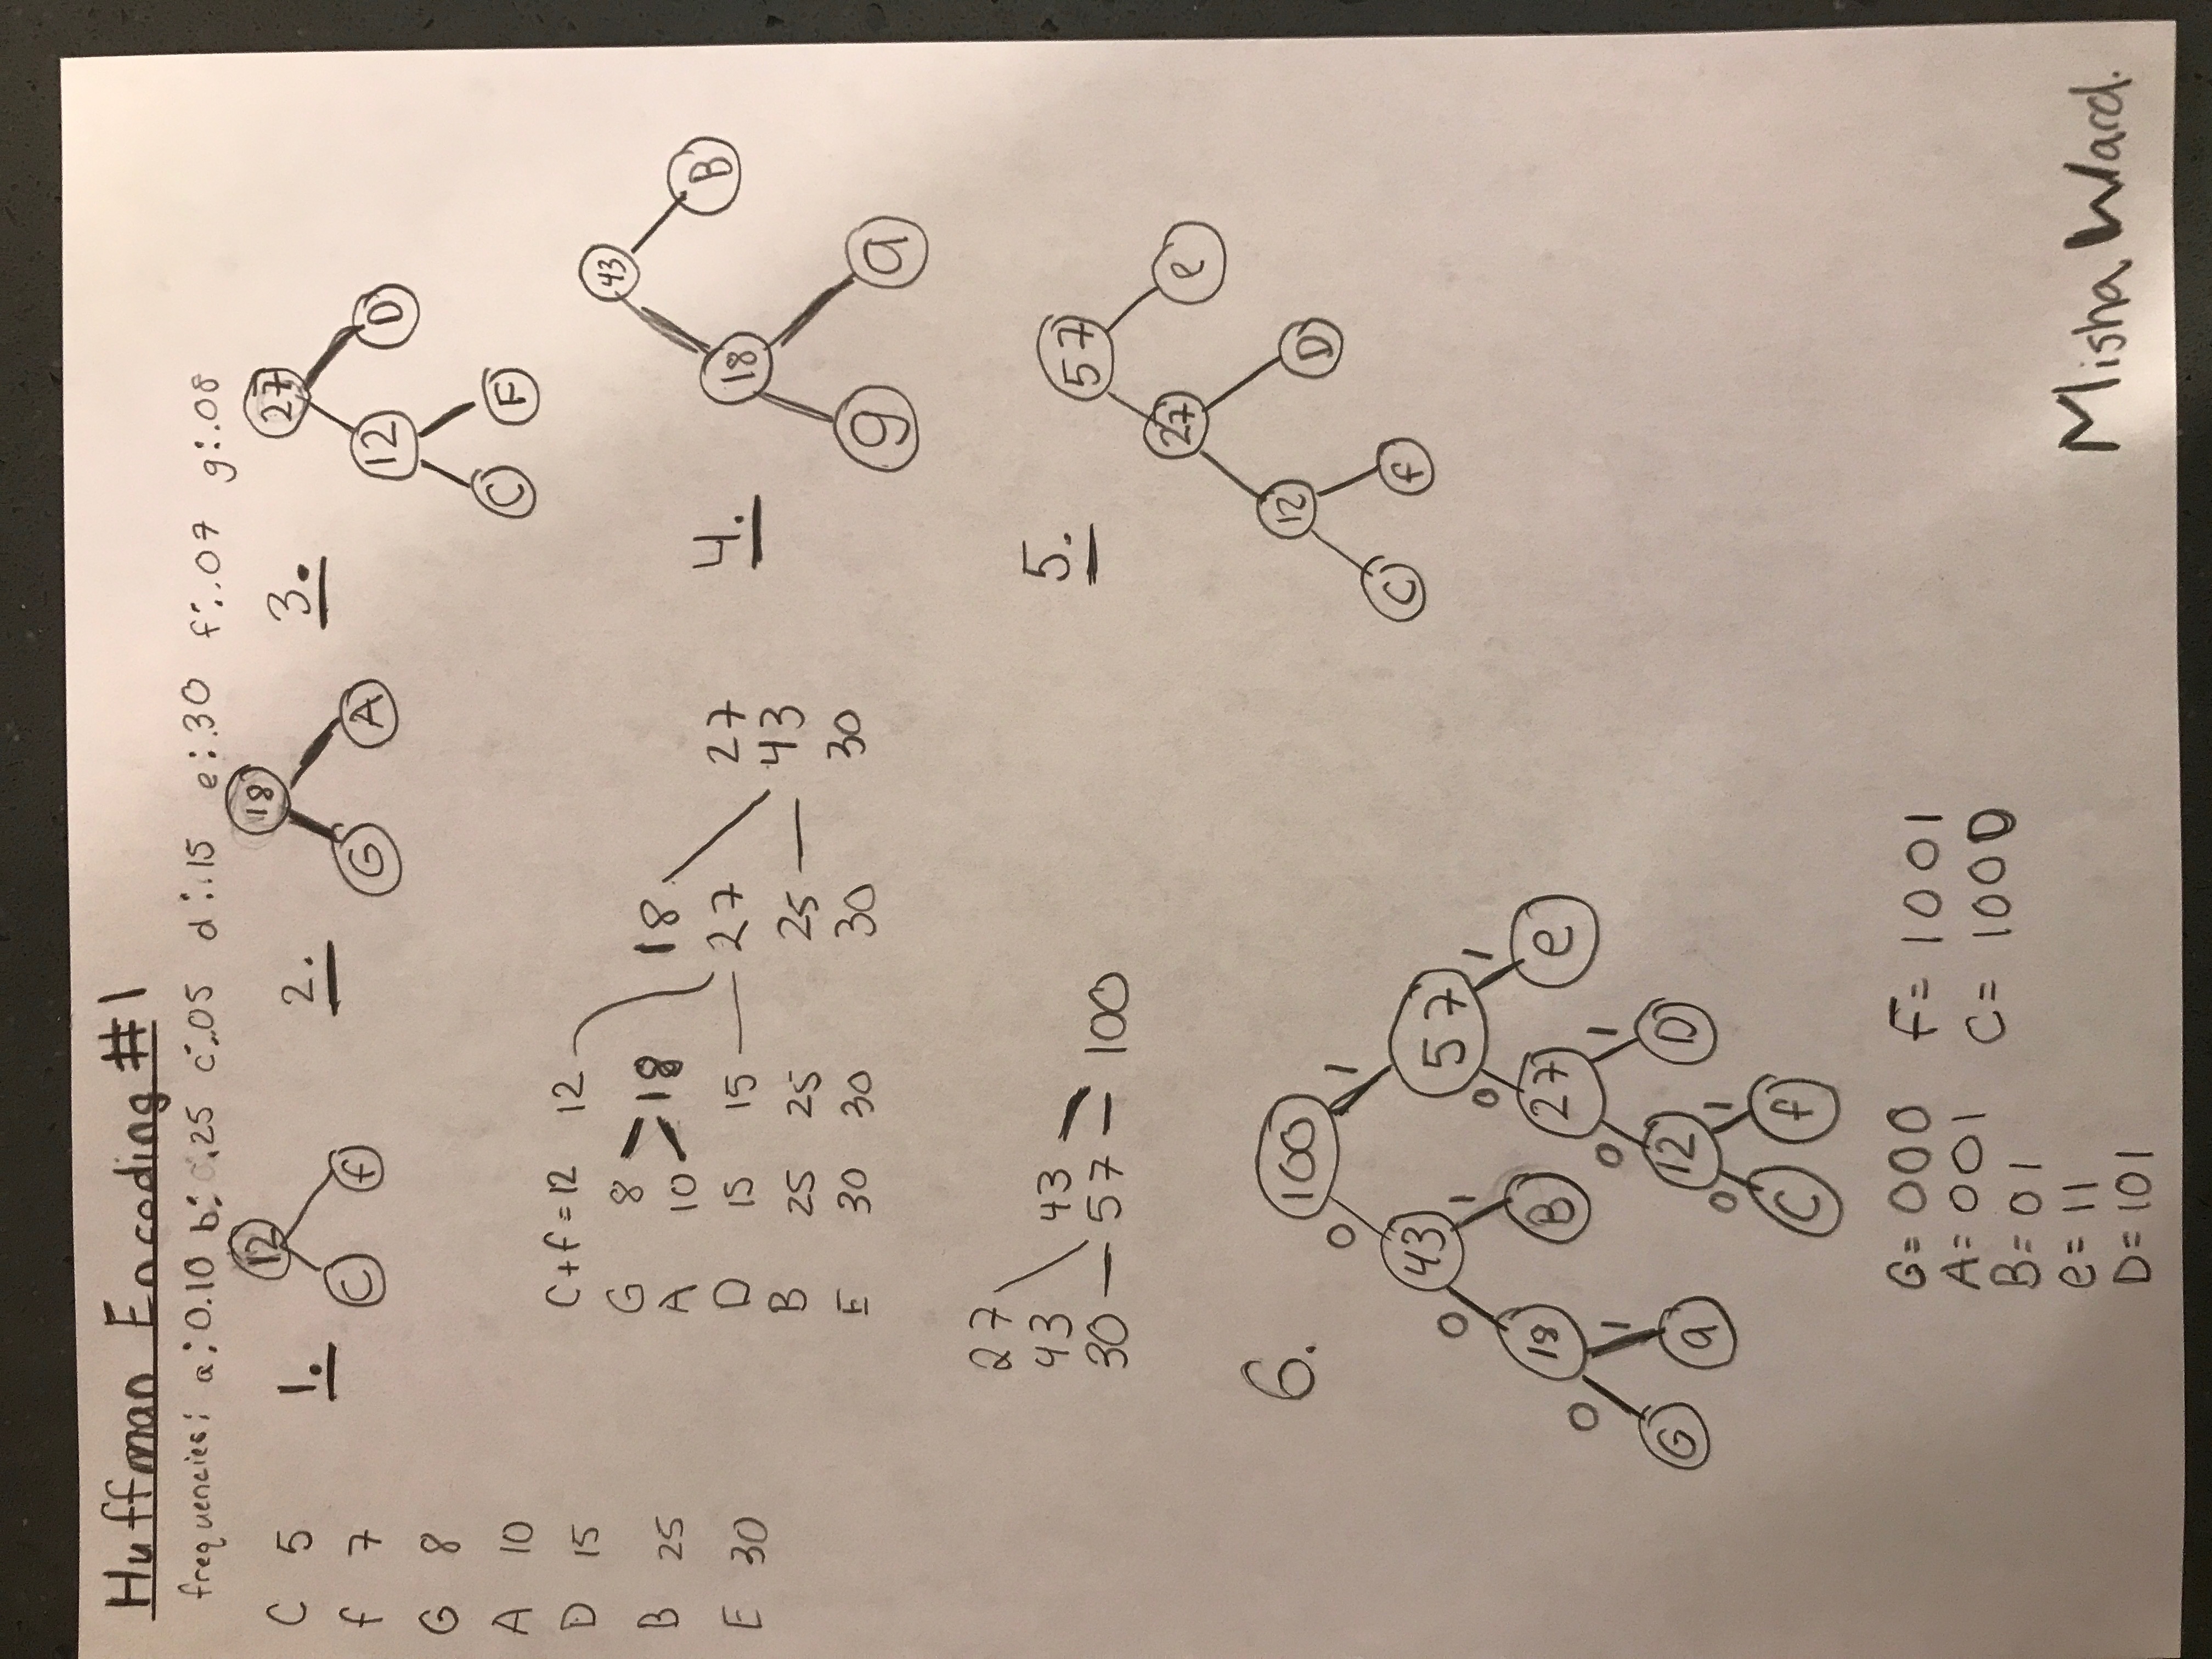 Huffman Encoding #1
frequencies: a: 0.10 b: .25 c: .05 d: .15 e: .30 f: .07 g: .08
C 5
f 7
G 8
A 10
D 15
B 25
E 30
1.
12
C f
2.
18
G A
3.
27
12 D
C F
C+f=12 12
G 8 18 18
A 10
D 15 15 27 27
B 25 25 25 43
E 30 30 30 30
4.
43
18 B
g a
27
43 43
30 57 100
5.
57
27 e
12 D
C f
6.
100
0 1
43 57
0 1 0 1
18 B 27 e
0 1 0 1
G a 12 D
0 1
C f
G= 000 F= 1001
A= 001 C= 1000
B= 01
e= 11
D= 101
Misha Ward.